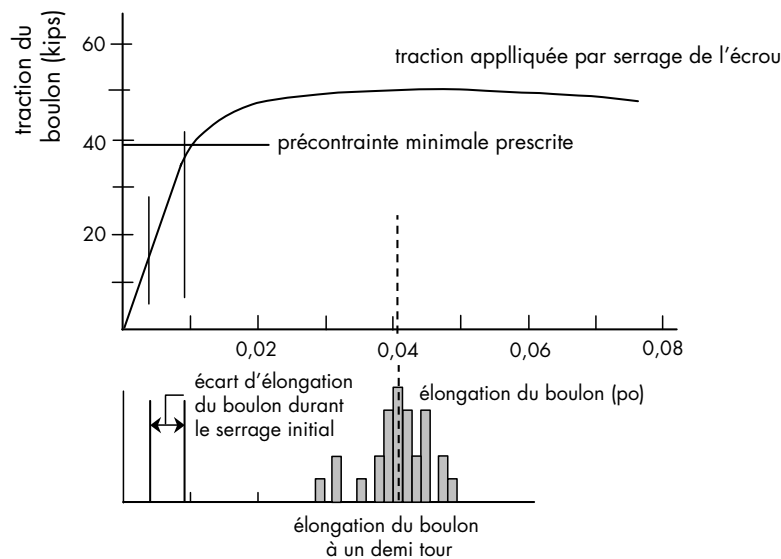 traction du
boulon (kips)
60
40
20
traction applliquée par serrage de l’écrou
précontrainte minimale prescrite
0,02
0,04
0,06
0,08
écart d’élongation
du boulon durant
le serrage initial
élongation du boulon (po)
élongation du boulon
à un demi tour